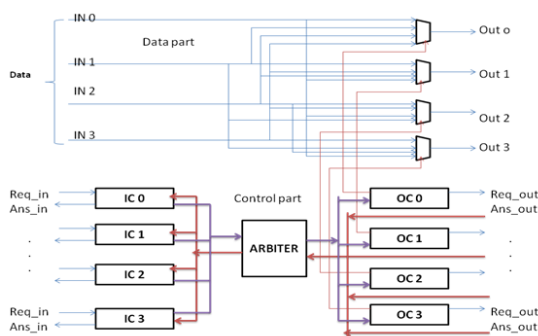 IN 0
Data part
Out o
Data
IN 1
Out 1
IN 2
Out 2
IN 3
Out 3
Req_in
Ans_in
IC 0
Control part
OC 0
Req_out
Ans_out
IC 1
ARBITER
OC 1
.
.
.
.
IC 2
OC 2
Req_in
Ans_in
IC 3
OC 3
Req_out
Ans_out